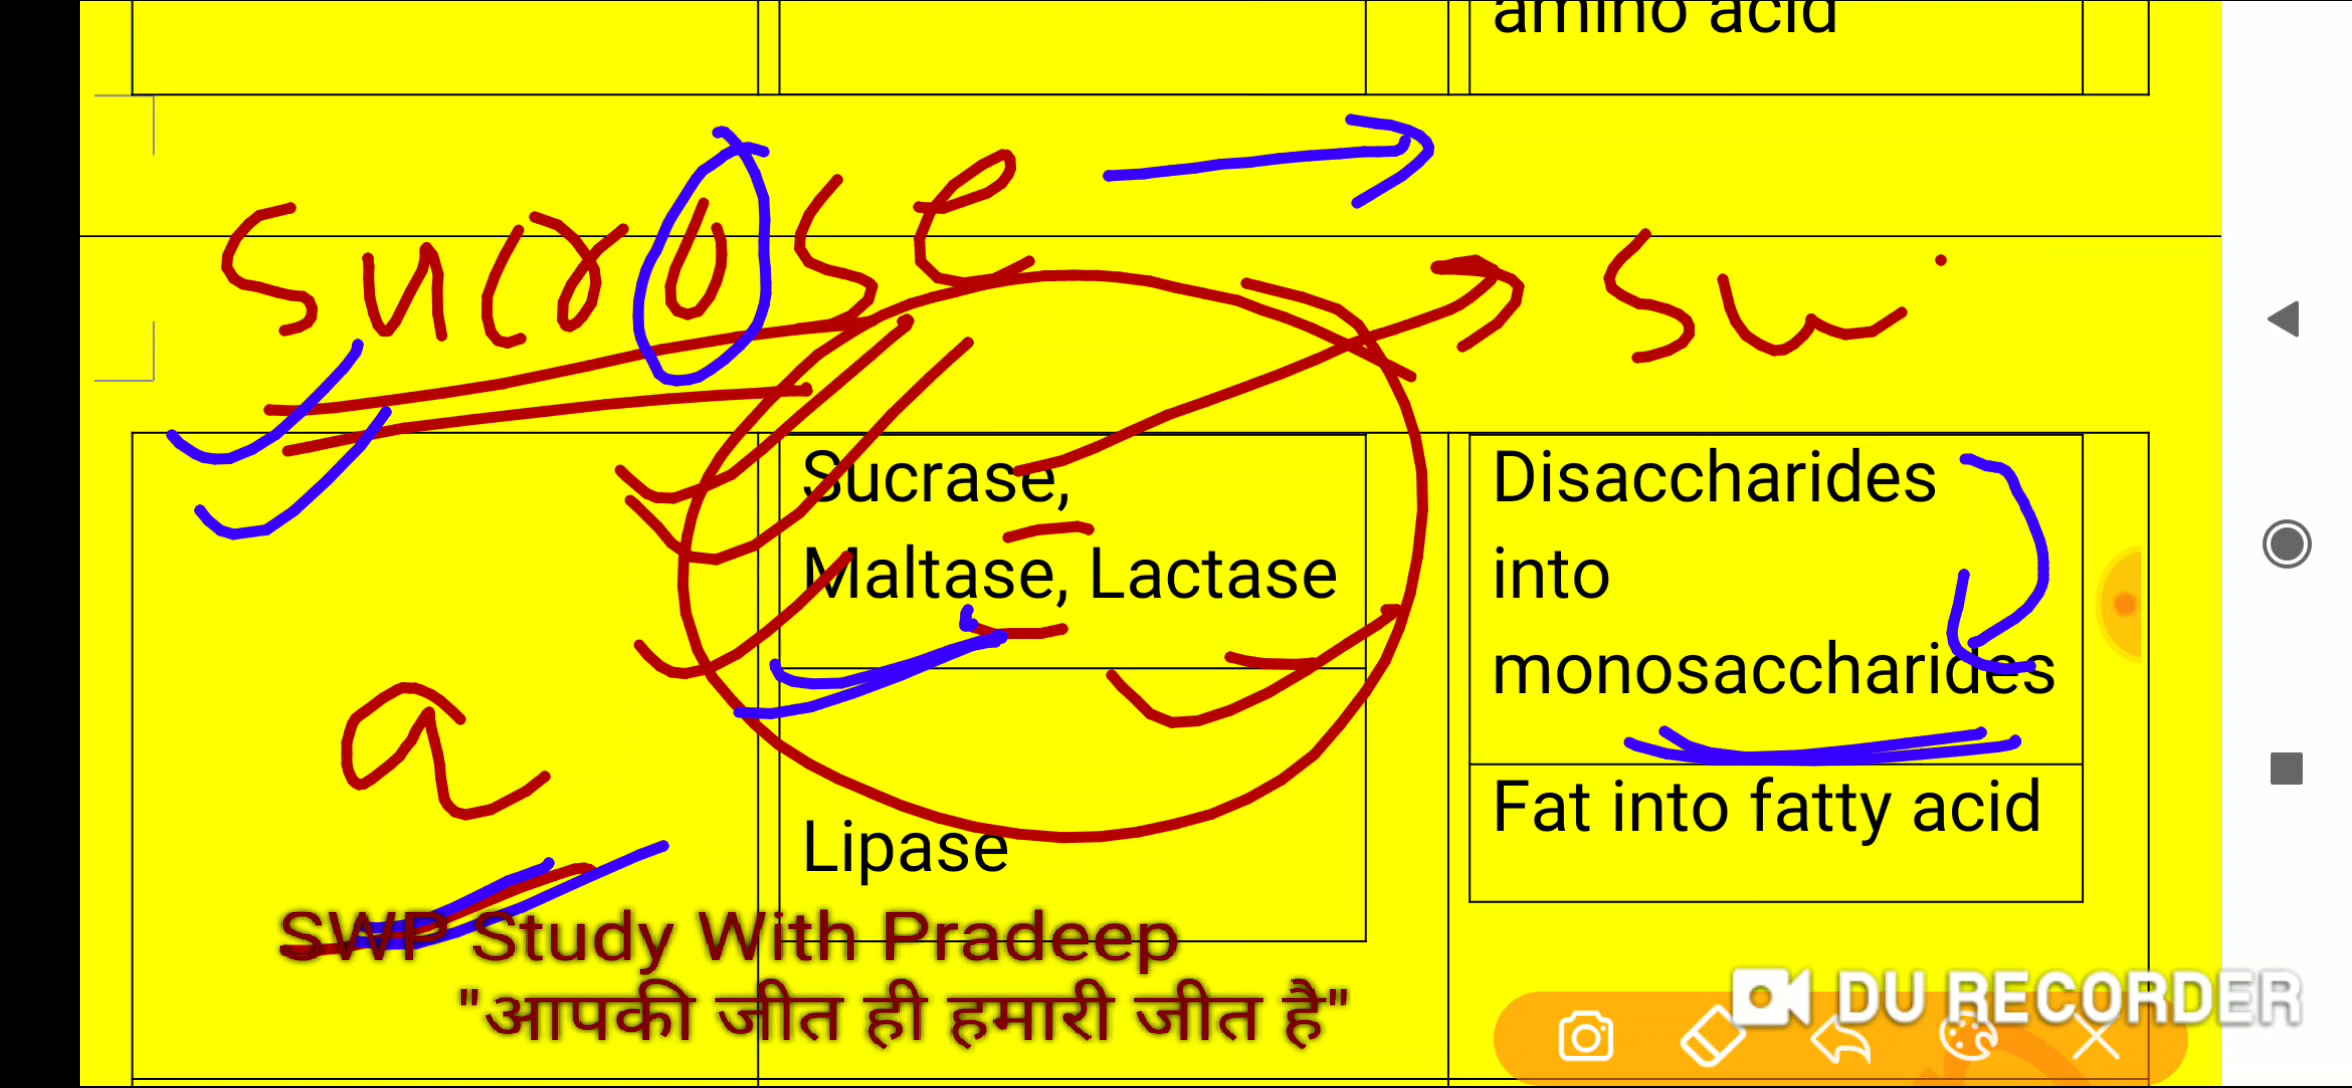 amino acid
sucrose
Su
Sucrase,
Maltase, Lactase
Disaccharides
into
monosaccharides
a
Lipase
Fat into fatty acid
SWP Study With Pradeep
"आपकी जीत ही हमारी जीत है"
DU RECORDER